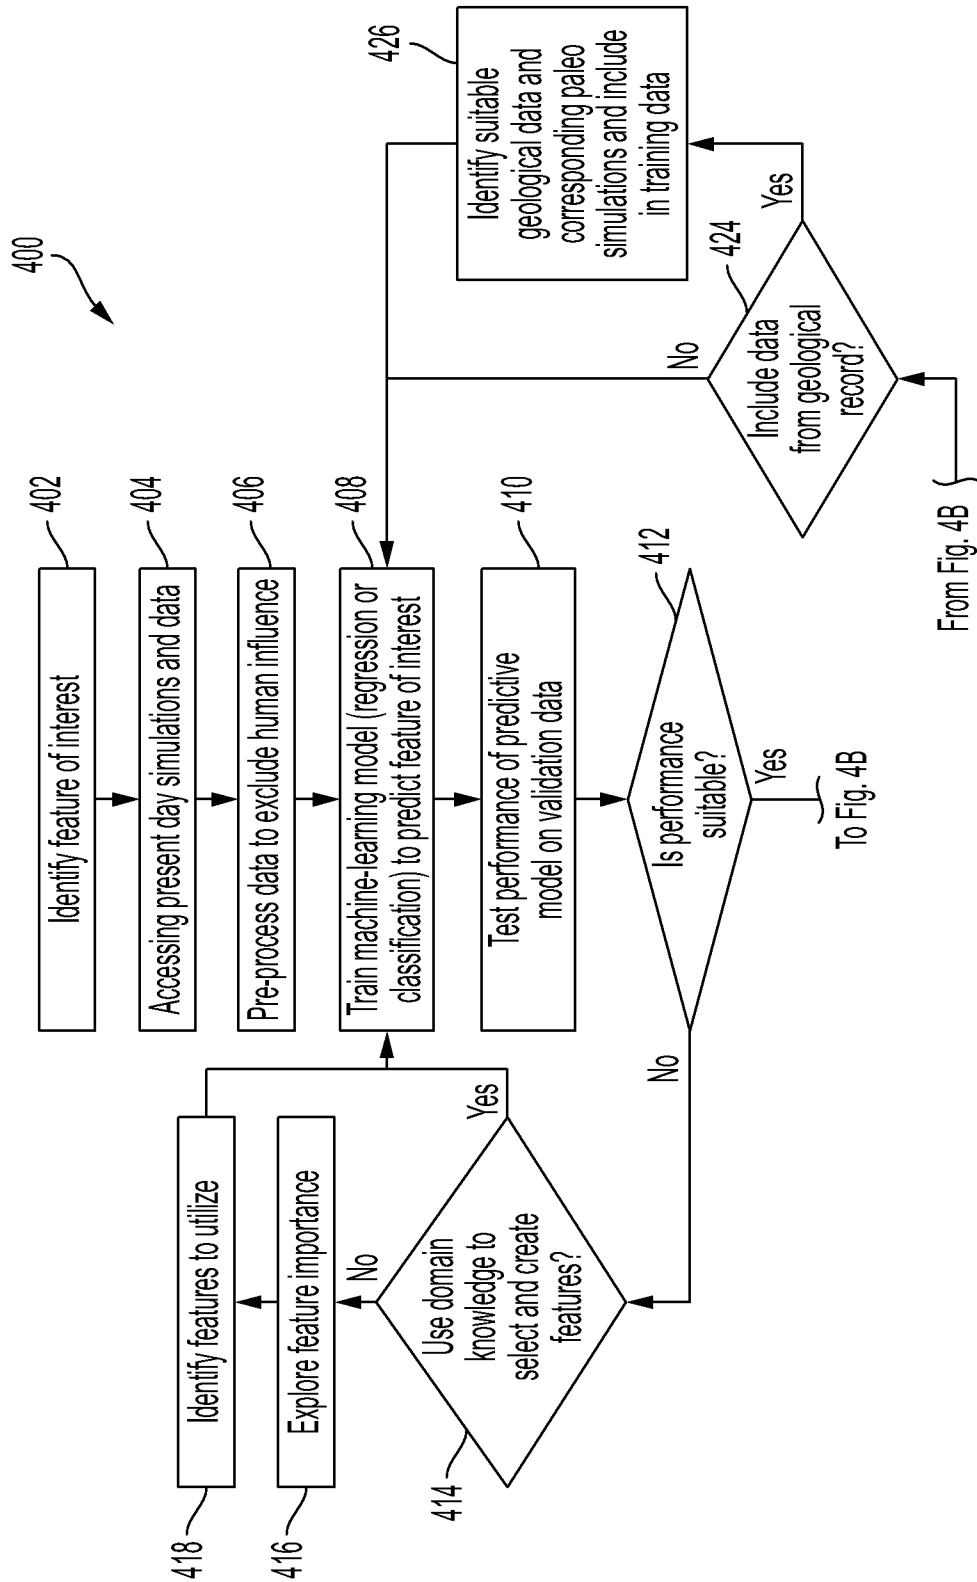 400
402
Identify feature of interest
404
Accessing present day simulations and data
406
Pre-process data to exclude human influence
408
Train machine-learning model (regression or
classification) to predict feature of interest
410
Test performance of predictive
model on validation data
412
Is performance
suitable?
Yes
To Fig. 4B
No
414
Use domain
knowledge to
select and create
features?
Yes
No
416
Explore feature importance
418
Identify features to utilize
From Fig. 4B
424
Include data
from geological
record?
No
Yes
426
Identify suitable
geological data and
corresponding paleo
simulations and include
in training data